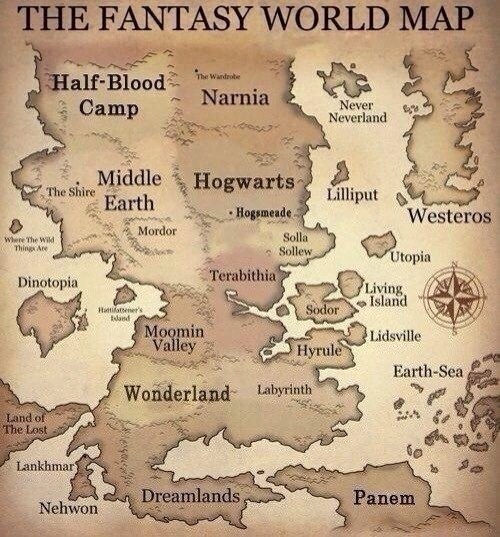 THE FANTASY WORLD MAP
The Wardrobe
Half-Blood
Camp
Narnia
Never
Neverland
Middle
Earth
The Shire
Hogwarts
Lilliput
Hogsmeade
Westeros
Mordor
Where The Wild
Things Are
Solla
Sollew
Utopia
Terabithia
Dinotopia
Living
Island
Hattifattener's
Island
Sodor
Moomin
Valley
Lidsville
Hyrule
Earth-Sea
Wonderland
Labyrinth
Land of
The Lost
Lankhmar
Nehwon
Dreamlands
Panem